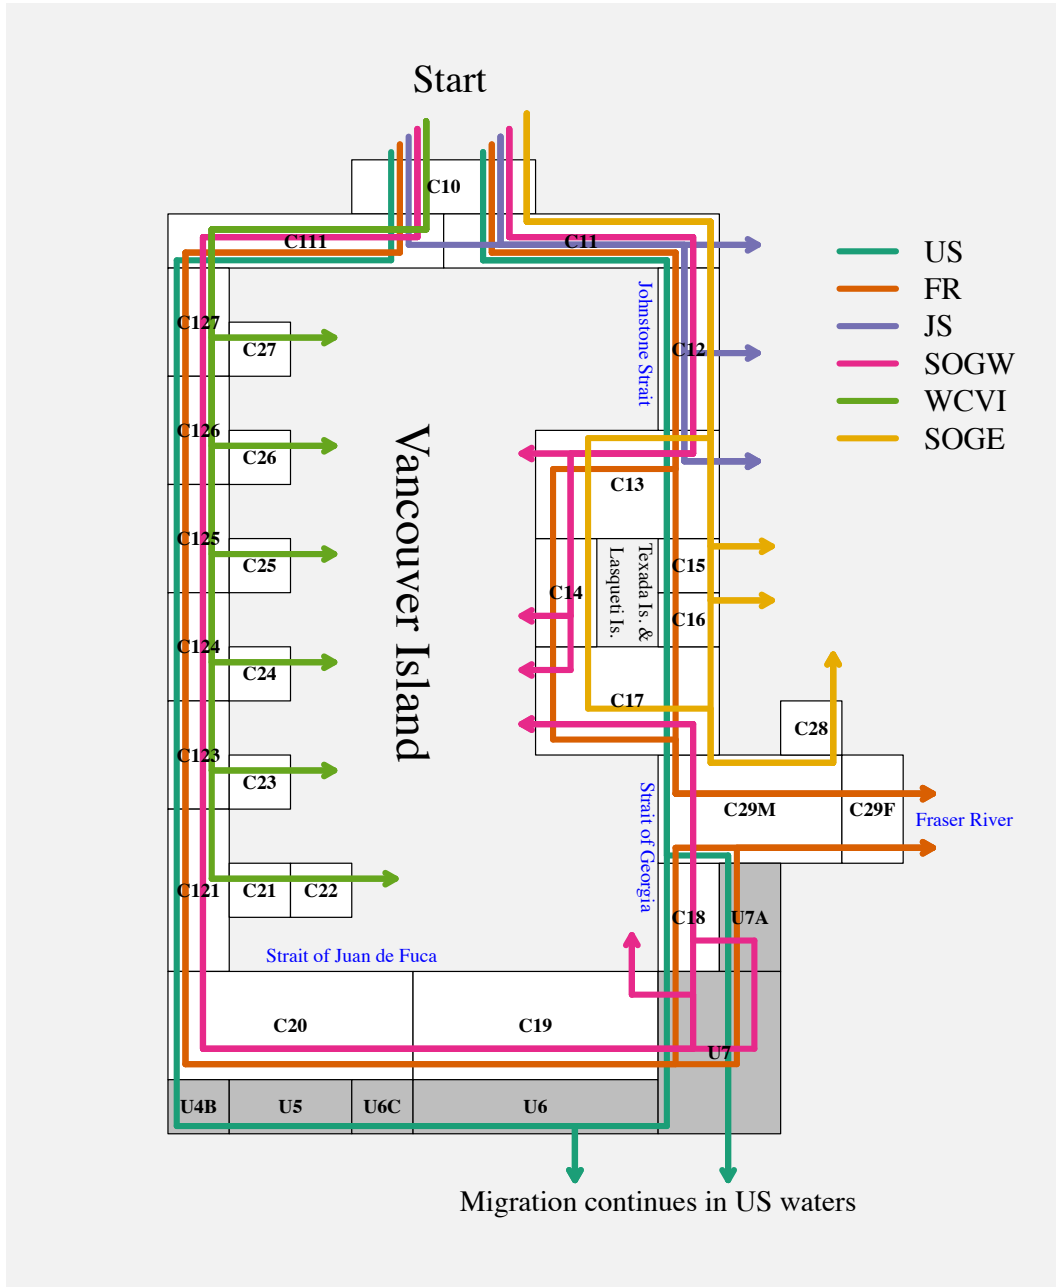 Start
C10
C111
C11
US
FR
JS
SOGW
WCVI
SOGE
Johnstone Strait
C127
C27
C12
C126
C26
Vancouver Island
C13
C125
C25
C14
Texada Is. &
Lasqueti Is.
C15
C16
C124
C24
C17
C28
C123
C23
Strait of Georgia
C29M
C29F
Fraser River
C121
C21
C22
C18
U7A
Strait of Juan de Fuca
C20
C19
U7
U4B
U5
U6C
U6
Migration continues in US waters